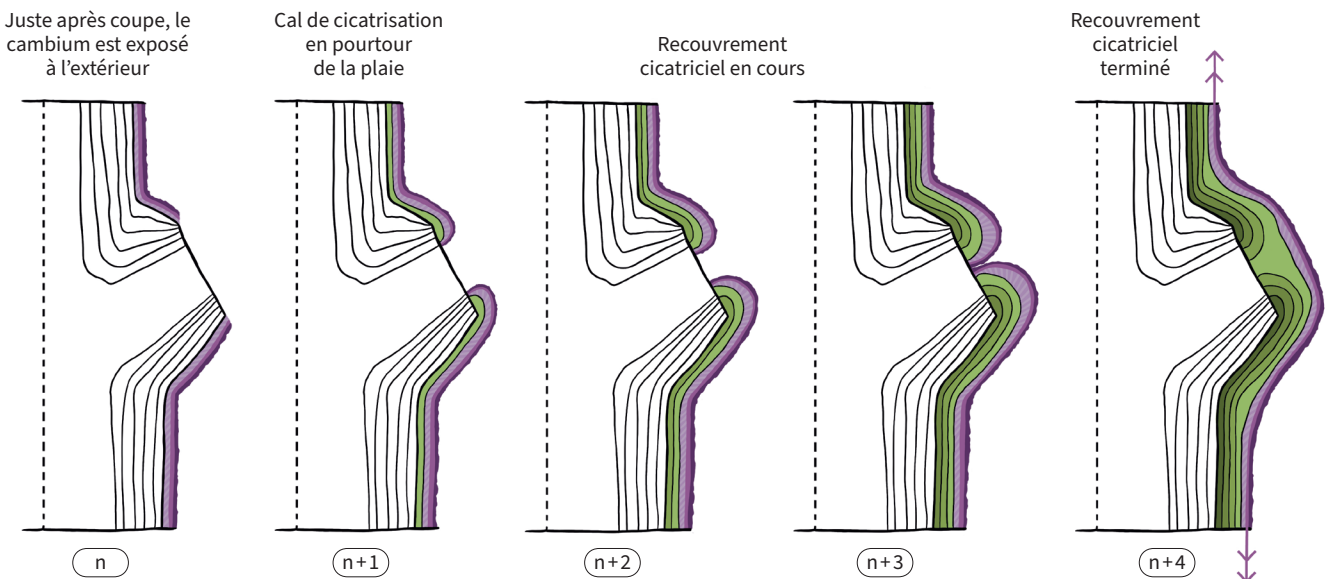 Juste après coupe, le
cambium est exposé
à l’extérieur
Cal de cicatrisation
en pourtour
de la plaie
Recouvrement
cicatriciel en cours
Recouvrement
cicatriciel
terminé
n
n+1
n+2
n+3
n+4